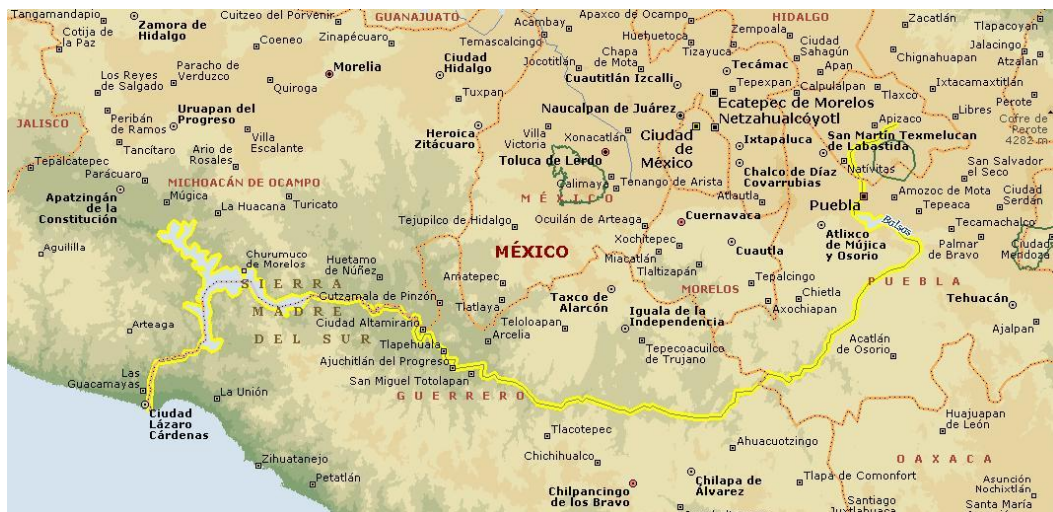 Tangamandapio
Zamora de
Hidalgo
Cuitzeo del Porvenir
GUANAJUATO
Acambay
Apaxco de Ocampo
HIDALGO
Zacatlán
Tlapacoyan
Cotija de
la Paz
Coeneo
Zinapécuaro
Temascalcingo
Huehuetoca
Zempoala
Tizayuca
Ciudad
Sahagún
Chignahuapan
Jalacingo
Atzalan
Los Reyes
de Salgado
Paracho de
Verduzco
Morelia
Quiroga
Ciudad
Hidalgo
Jocotitlán
Chapa
de Mota
Cuautitlán Izcalli
Tecámac
Tepexpan
Apan
Calpulálpan
Ixtacamaxtitlán
Tuxpan
Ecatepec de Morelos
Netzahualcóyotl
Tlaxco
Perote
JALISCO
Peribán
de Ramos
Uruapan del
Progreso
Villa
Escalante
Heroica
Zitácuaro
Naucalpan de Juárez
Villa
Victoria
Xonacatlán
Ciudad
de
México
Ixtapaluca
Apizaco
Libres
Cofre de
Perote
4282 m
San Martín Texmelucan
de Labastida
Tancítaro
Ario de
Rosales
Toluca de Lerdo
Tepalcatepec
Parácuaro
MICHOACÁN DE OCAMPO
Calimaya
Tenango de Arista
Chalco de Díaz
Covarrubias
Nativitas
San Salvador
el Seco
Apatzingán
de la
Constitución
Múgica
La Huacana
Turicato
MÉXICO
Atlautla
Puebla
Amozoc de Mota
Tepeaca
Ciudad
Serdán
Tejupilco de Hidalgo
Ocuilán de Arteaga
Cuernavaca
Balsas
Tecamachalco
Aguililla
Churumuco
de Morelos
Huetamo
de Núñez
MÉXICO
Xochitepec
Miacatlán
Cuautla
Atlixco
de Mújica
y Osorio
Palmar
de Bravo
Ciudad
Mendoza
SIERRA
MADRE
DEL SUR
Cutzamala de Pinzón
Amatepec
Tlaltizapán
Tepalcingo
PUEBLA
Tlatlaya
Taxco de
Alarcón
MORELOS
Chietla
Axochiapan
Tehuacán
Arteaga
Ciudad Altamirano
Teloloapan
Iguala de la
Independencia
Ajalpan
Tlapehuala
Arcelia
Acatlán
de Osorio
Ajuchitlán del Progreso
Tepecoacuilco
de Trujano
Las
Guacamayas
La Unión
San Miguel Totolapan
GUERRERO
Ciudad
Lázaro
Cárdenas
Huajuapan
de León
Tlacotepec
Ahuacuotzingo
OAXACA
Zihuatanejo
Chichihualco
Petatlán
Chilapa de
Álvarez
Tlapa de Comonfort
Asunción
Nochixtlán
Chilpancingo
de los Bravo
Santiago
Juxtlahuaca
Santa María